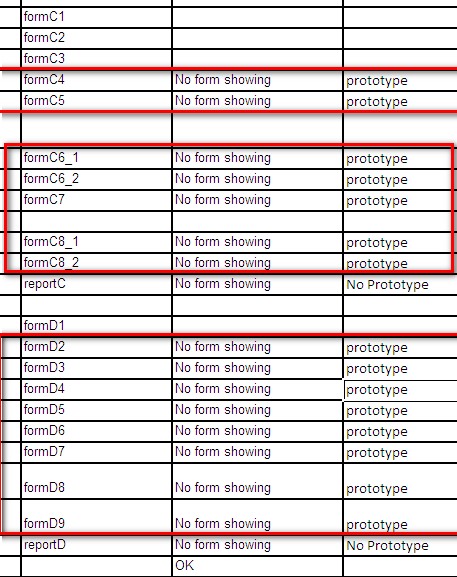 formC1
formC2
formC3
formC4 No form showing prototype
formC5 No form showing prototype
formC6_1 No form showing prototype
formC6_2 No form showing prototype
formC7 No form showing prototype
formC8_1 No form showing prototype
formC8_2 No form showing prototype
reportC No form showing No Prototype
formD1
formD2 No form showing prototype
formD3 No form showing prototype
formD4 No form showing prototype
formD5 No form showing prototype
formD6 No form showing prototype
formD7 No form showing prototype
formD8 No form showing prototype
formD9 No form showing prototype
reportD No form showing No Prototype
OK